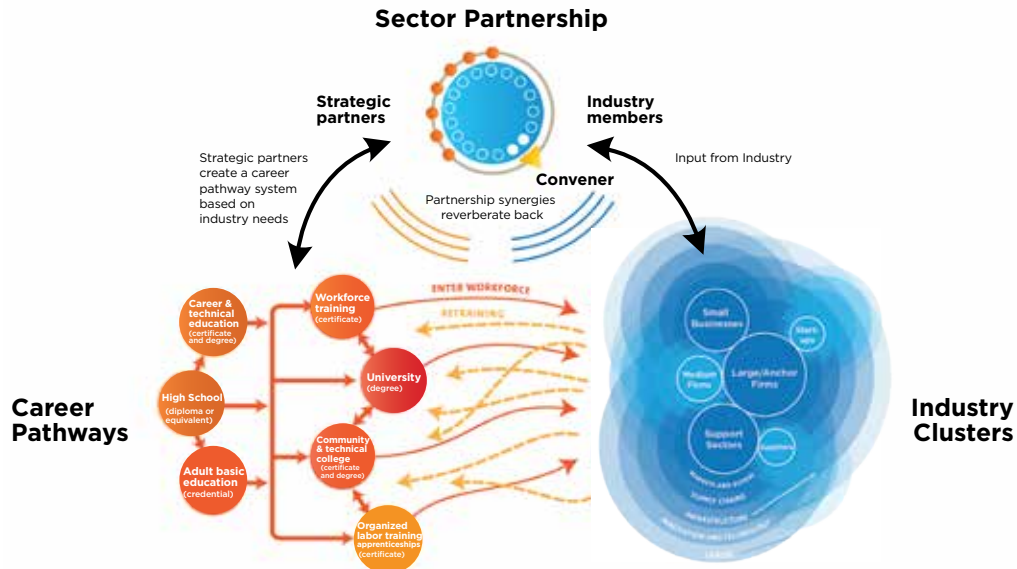 Sector Partnership
Strategic
partners
Industry
members
Strategic partners
create a career
pathway system
based on
industry needs
Input from Industry
Convener
Partnership synergies
reverberate back
Career
Pathways
Career &
technical
education
(certificate
and degree)
High School
(diploma or
equivalent)
Adult basic
education
(credential)
Workforce
training
(certificate)
University
(degree)
Community
& technical
college
(certificate
and degree)
Organized
labor training
apprenticeships
(certificate)
ENTER WORKFORCE
RETRAINING
Small
Businesses
Start-
ups
Medium
Firms
Large/Anchor
Firms
Support
Sectors
SUPPLY CHAINS
INFRASTRUCTURE
Industry
Clusters